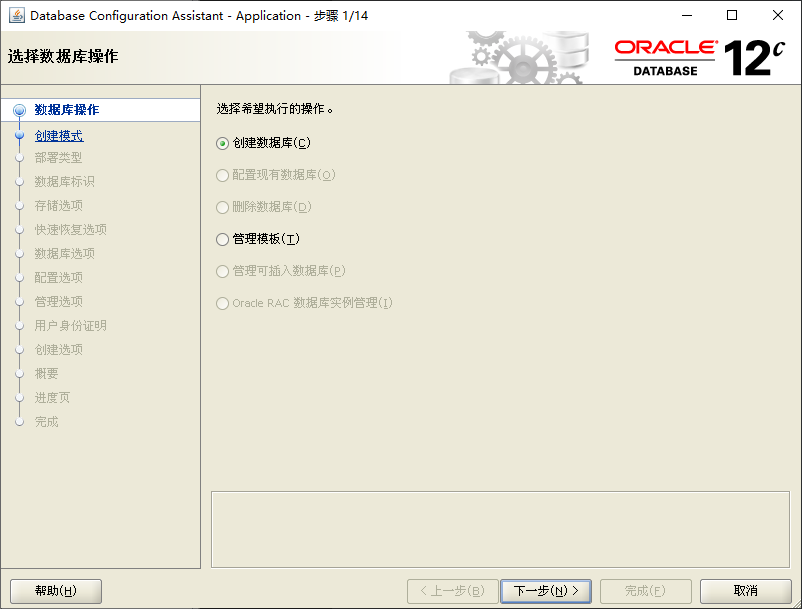 Database Configuration Assistant - Application - 步骤 1/14
选择数据库操作
ORACLE
DATABASE
12c
数据库操作
创建模式
部署类型
数据库标识
存储选项
快速恢复选项
数据库选项
配置选项
管理选项
用户身份证明
创建选项
概要
进度页
完成
选择希望执行的操作。
创建数据库(C)
配置现有数据库(O)
删除数据库(D)
管理模板(T)
管理可插入数据库(P)
Oracle RAC 数据库实例管理(I)
帮助(H)
< 上一步(B)
下一步(N) >
完成(F)
取消